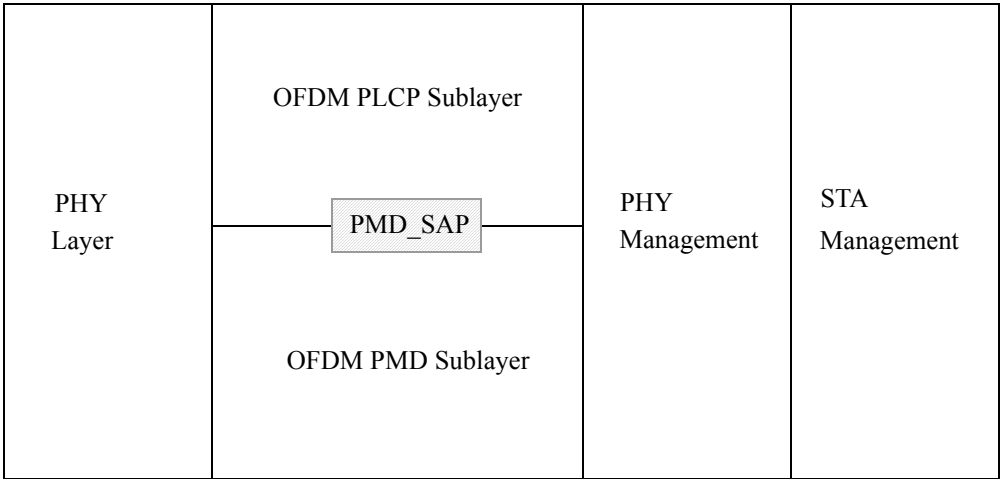 OFDM PLCP Sublayer
PHY
Layer
PMD_SAP
PHY
Management
STA
Management
OFDM PMD Sublayer